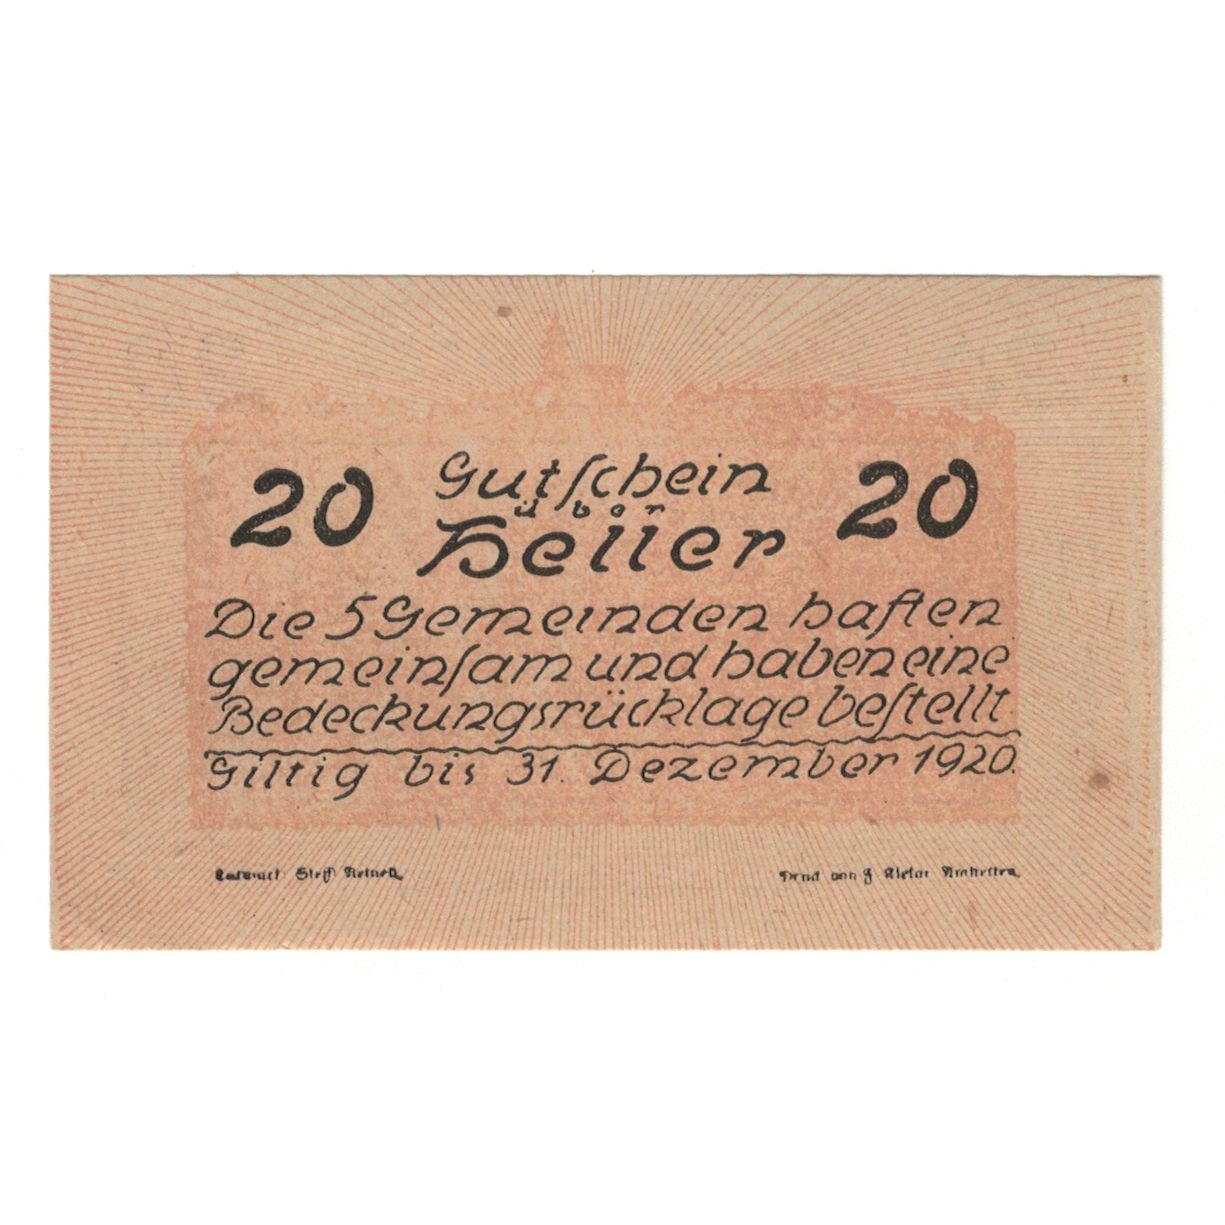 20 Gutſchein 20
über
Heller
Die 5 Gemeinden haften
gemeinſam und haben eine
Bedeckungsrücklage beſtellt
Giltig bis 31. Dezember 1920.